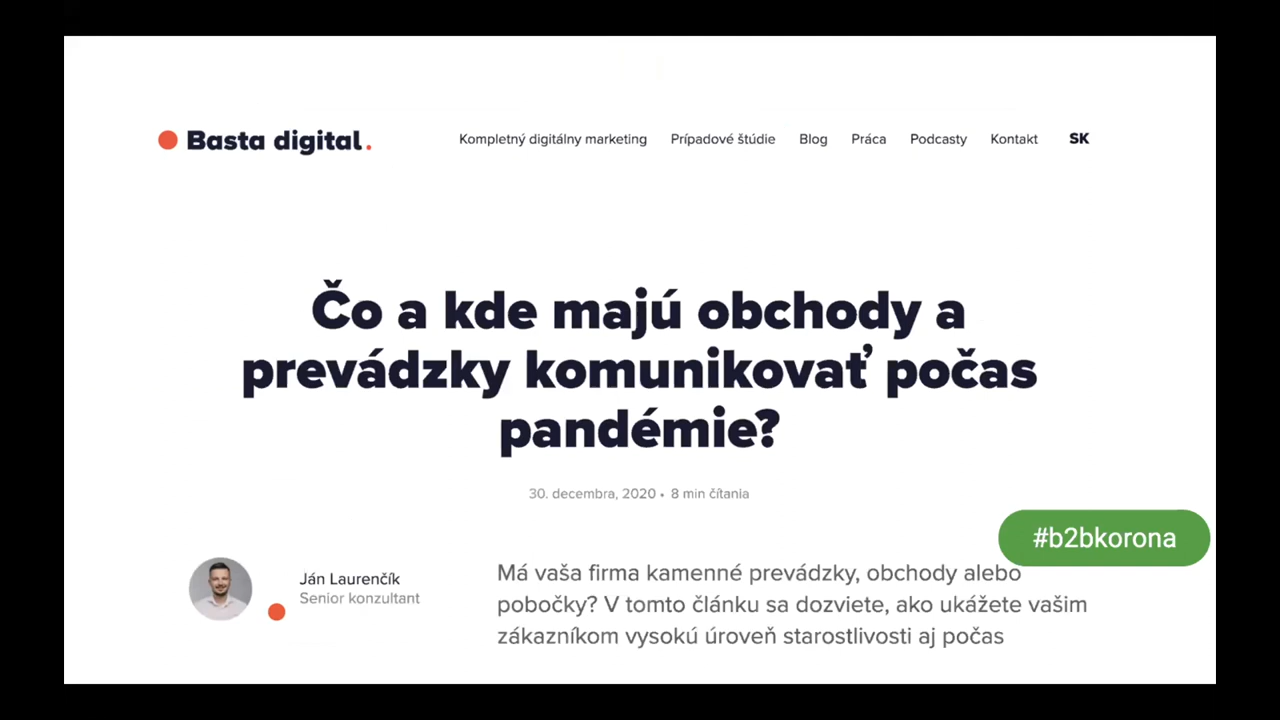 Basta digital.
Kompletný digitálny marketing Prípadové štúdie Blog Práca Podcasty Kontakt SK
Čo a kde majú obchody a
prevádzky komunikovať počas
pandémie?
30. decembra, 2020 • 8 min čítania
#b2bkorona
Ján Laurenčík
Senior konzultant
Má vaša firma kamenné prevádzky, obchody alebo
pobočky? V tomto článku sa dozviete, ako ukážete vašim
zákazníkom vysokú úroveň starostlivosti aj počas